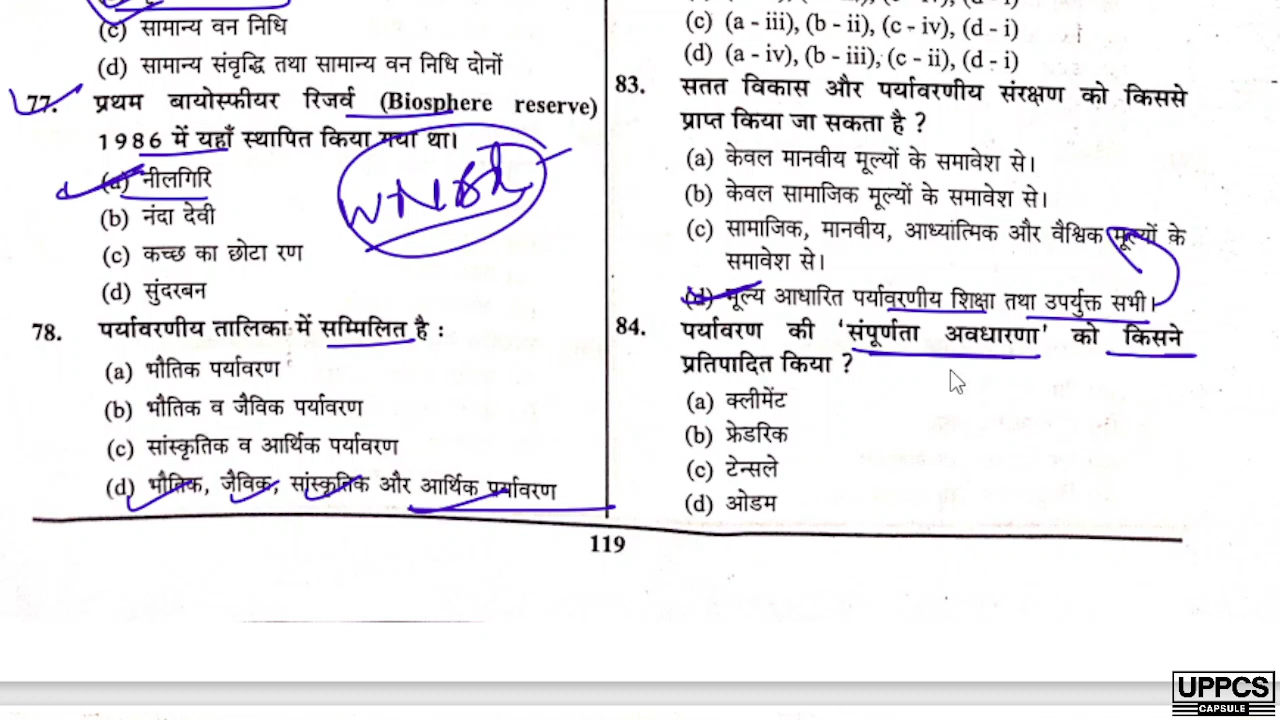 (c) सामान्य वन निधि
(d) सामान्य संवृद्धि तथा सामान्य वन निधि दोनों
77. प्रथम बायोस्फीयर रिजर्व (Biosphere reserve)
1986 में यहाँ स्थापित किया गया था।
(a) नीलगिरि
(b) नंदा देवी
(c) कच्छ का छोटा रण
(d) सुंदरबन
78. पर्यावरणीय तालिका में सम्मिलित है :
(a) भौतिक पर्यावरण
(b) भौतिक व जैविक पर्यावरण
(c) सांस्कृतिक व आर्थिक पर्यावरण
(d) भौतिक, जैविक, सांस्कृतिक और आर्थिक पर्यावरण
(c) (a - iii), (b - ii), (c - iv), (d - i)
(d) (a - iv), (b - iii), (c - ii), (d - i)
83. सतत विकास और पर्यावरणीय संरक्षण को किससे
प्राप्त किया जा सकता है ?
(a) केवल मानवीय मूल्यों के समावेश से।
(b) केवल सामाजिक मूल्यों के समावेश से।
(c) सामाजिक, मानवीय, आध्यात्मिक और वैश्विक मूल्यों के
समावेश से।
(d) मूल्य आधारित पर्यावरणीय शिक्षा तथा उपर्युक्त सभी।
84. पर्यावरण की ‘संपूर्णता अवधारणा’ को किसने
प्रतिपादित किया ?
(a) क्लीमेंट
(b) फ्रेडरिक
(c) टेन्सले
(d) ओडम
119
UPPCS
CAPSULE